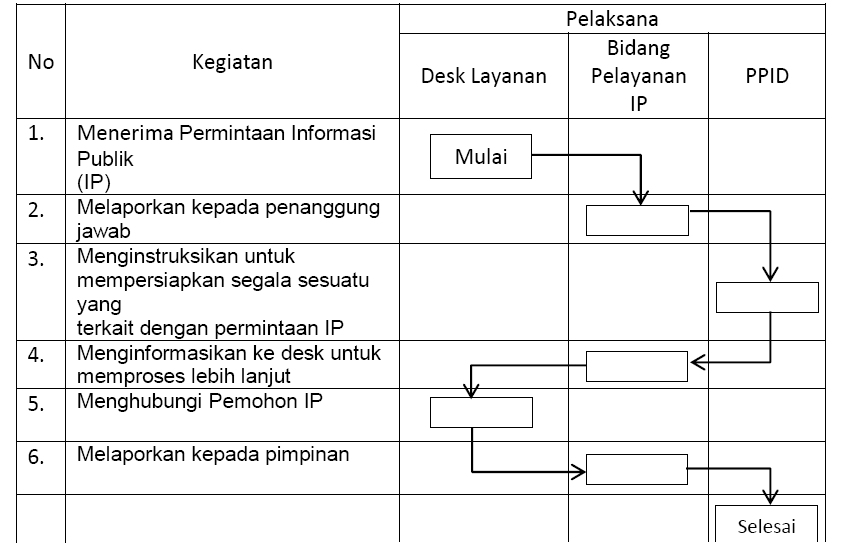 Pelaksana
No
Kegiatan
Desk Layanan
Bidang
Pelayanan
IP
PPID
1.
Menerima Permintaan Informasi
Publik
(IP)
Mulai
2.
Melaporkan kepada penanggung
jawab
3.
Menginstruksikan untuk
mempersiapkan segala sesuatu
yang
terkait dengan permintaan IP
4.
Menginformasikan ke desk untuk
memproses lebih lanjut
5.
Menghubungi Pemohon IP
6.
Melaporkan kepada pimpinan
Selesai